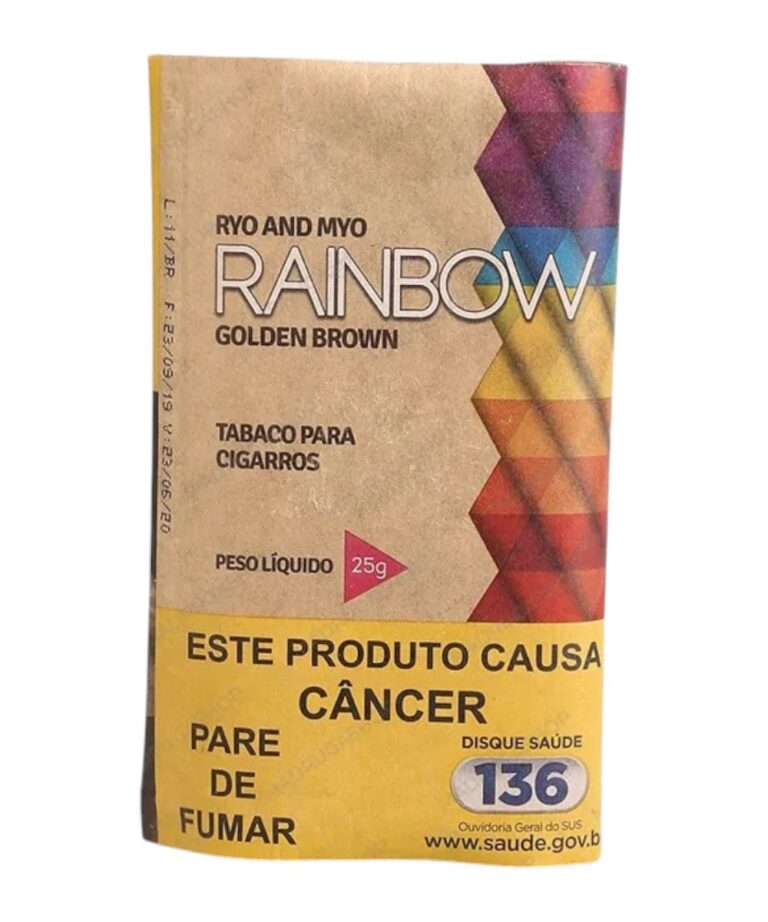 RYO AND MYO
RAINBOW
GOLDEN BROWN
TABACO PARA
CIGARROS
PESO LÍQUIDO 25g
L:11/BR F:23/09/19 V:23/06/20
ESTE PRODUTO CAUSA
CÂNCER
PARE
DE
FUMAR
DISQUE SAÚDE
136
Ouvidoria Geral do SUS
www.saude.gov.b